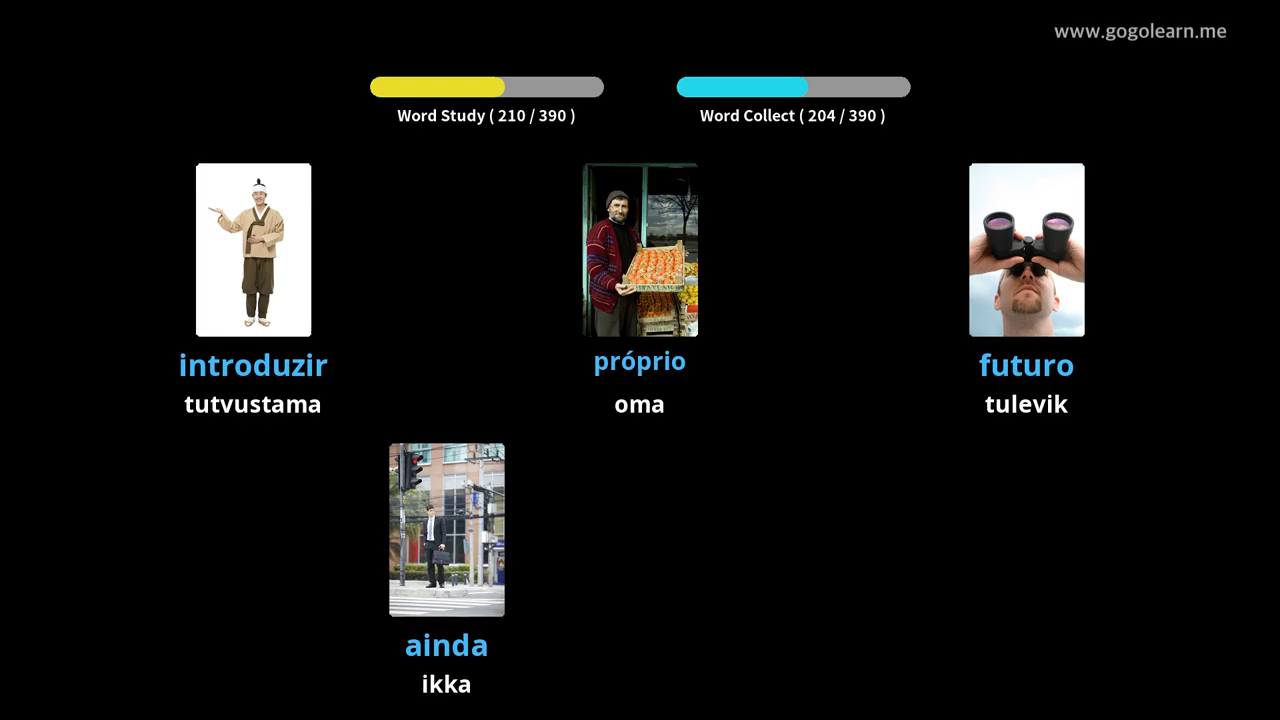 www.gogolearn.me
Word Study ( 210 / 390 )
Word Collect ( 204 / 390 )
introduzir
tutvustama
próprio
oma
futuro
tulevik
ainda
ikka